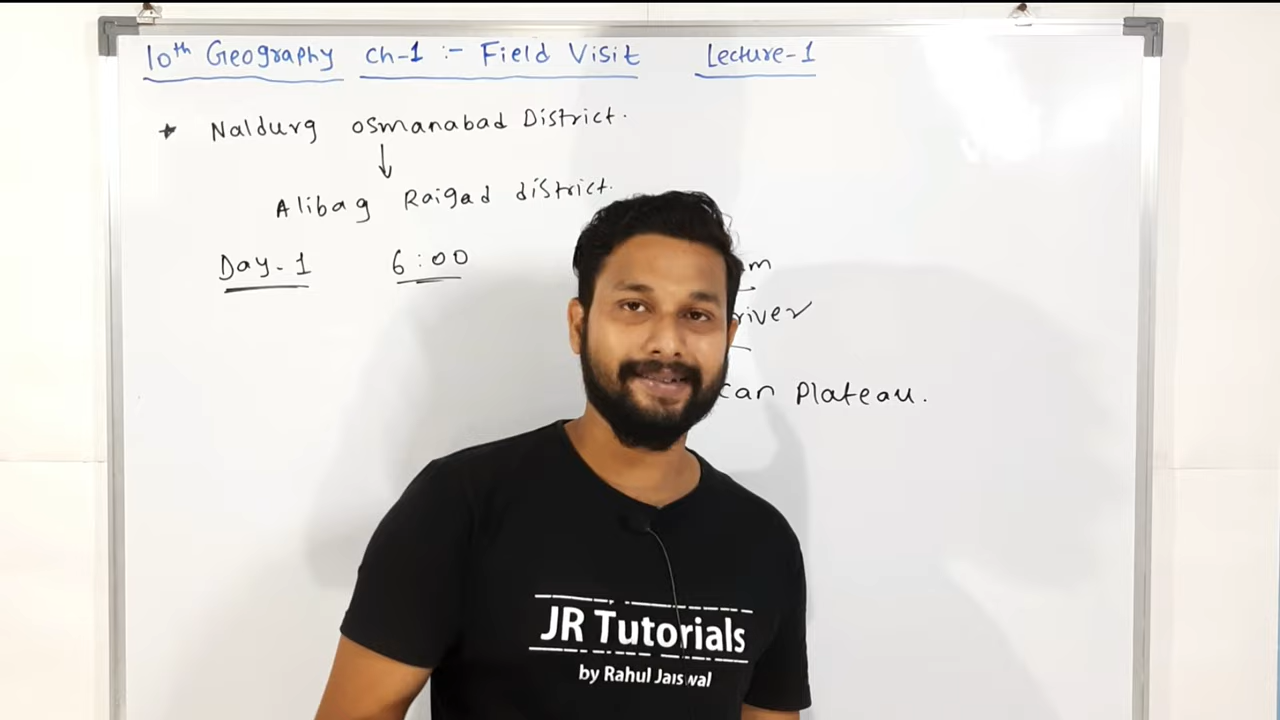 10th Geography ch-1 :- Field Visit Lecture-1
* Naldurg osmanabad District.
↓
Alibag Raigad district.
Day-1 6:00
river
Plateau.
JR Tutorials
by Rahul Jaiswal